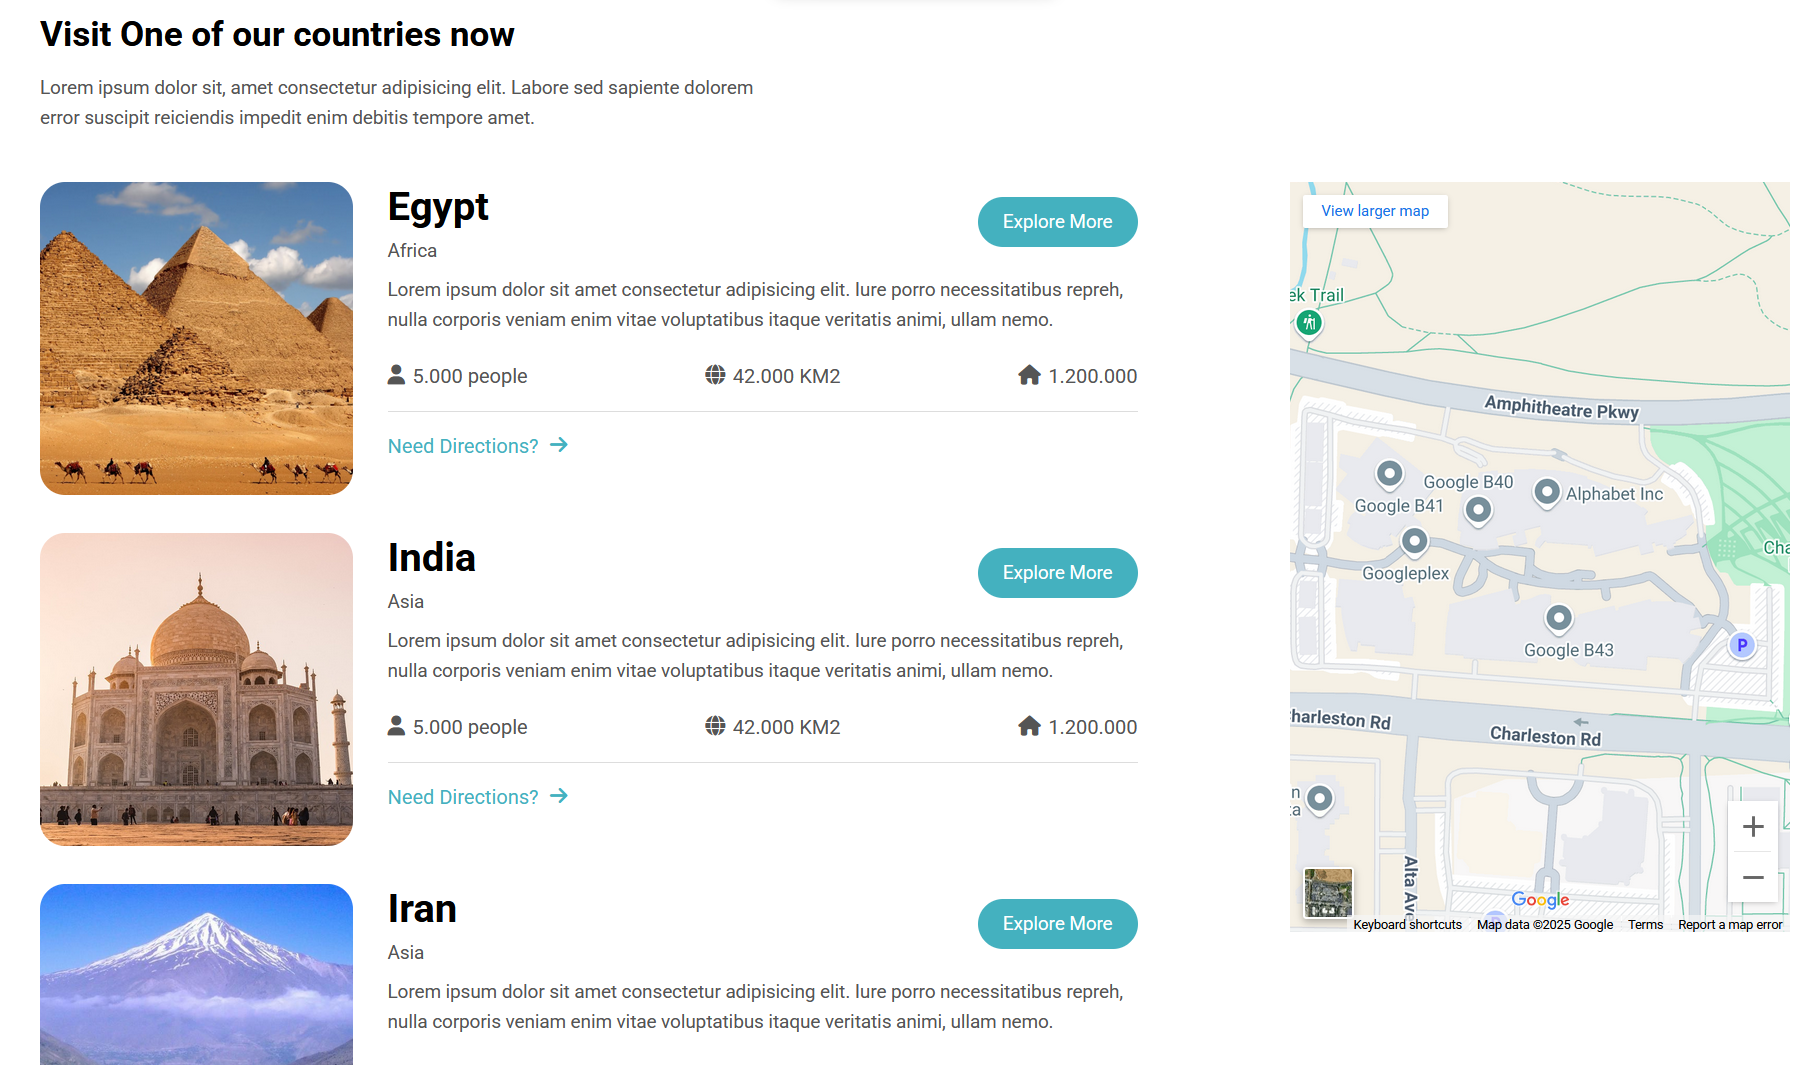 Visit One of our countries now
Lorem ipsum dolor sit, amet consectetur adipisicing elit. Labore sed sapiente dolorem
error suscipit reiciendis impedit enim debitis tempore amet.
Egypt
Explore More
Africa
Lorem ipsum dolor sit amet consectetur adipisicing elit. Iure porro necessitatibus repreh,
nulla corporis veniam enim vitae voluptatibus itaque veritatis animi, ullam nemo.
5.000 people
42.000 KM2
1.200.000
Need Directions?
India
Explore More
Asia
Lorem ipsum dolor sit amet consectetur adipisicing elit. Iure porro necessitatibus repreh,
nulla corporis veniam enim vitae voluptatibus itaque veritatis animi, ullam nemo.
5.000 people
42.000 KM2
1.200.000
Need Directions?
Iran
Explore More
Asia
Lorem ipsum dolor sit amet consectetur adipisicing elit. Iure porro necessitatibus repreh,
nulla corporis veniam enim vitae voluptatibus itaque veritatis animi, ullam nemo.
View larger map
ek Trail
Amphitheatre Pkwy
Google B40
Alphabet Inc
Google B41
Cha
Googleplex
P
Google B43
harleston Rd
Charleston Rd
n
ta
Alta Ave
Google
Keyboard shortcuts
Map data ©2025 Google
Terms
Report a map error